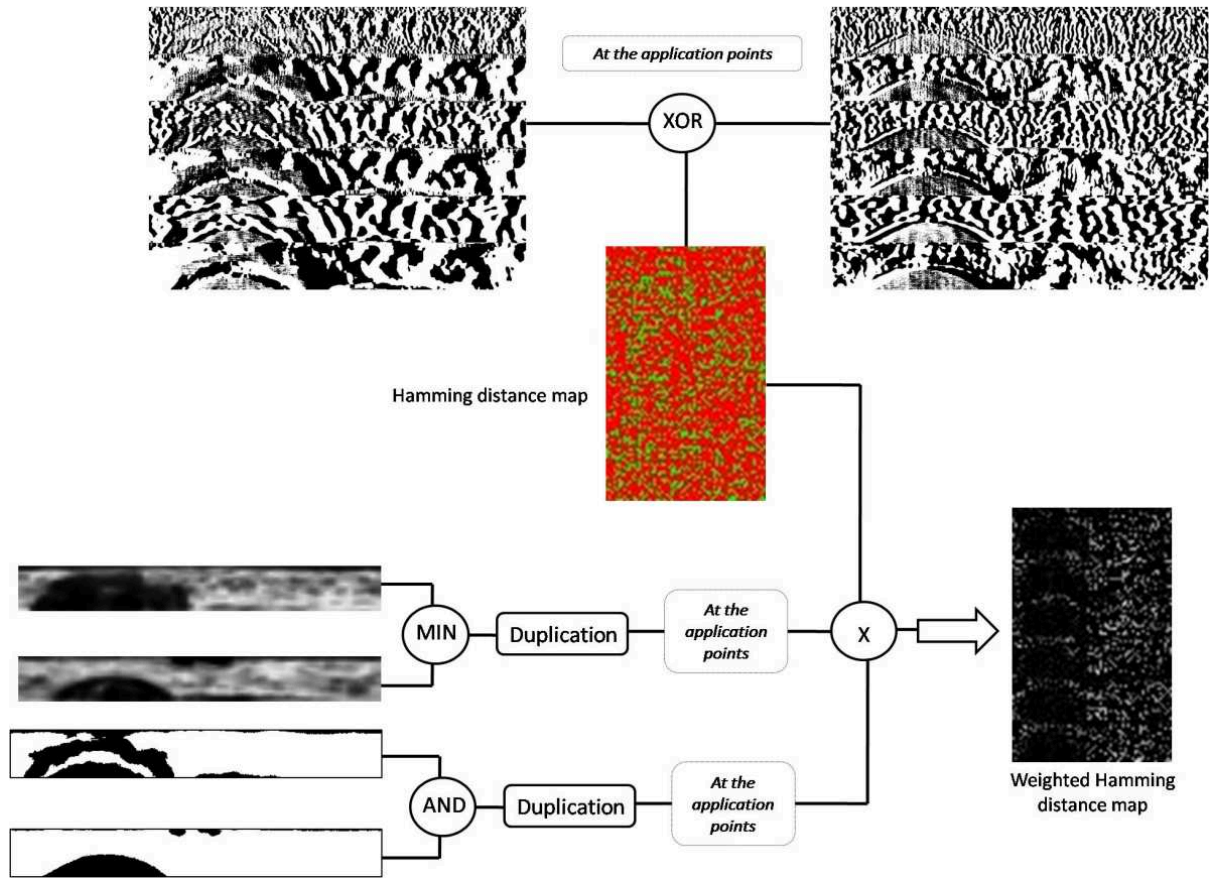 At the application points
XOR
Hamming distance map
MIN
Duplication
At the
application
points
X
AND
Duplication
At the
application
points
Weighted Hamming
distance map